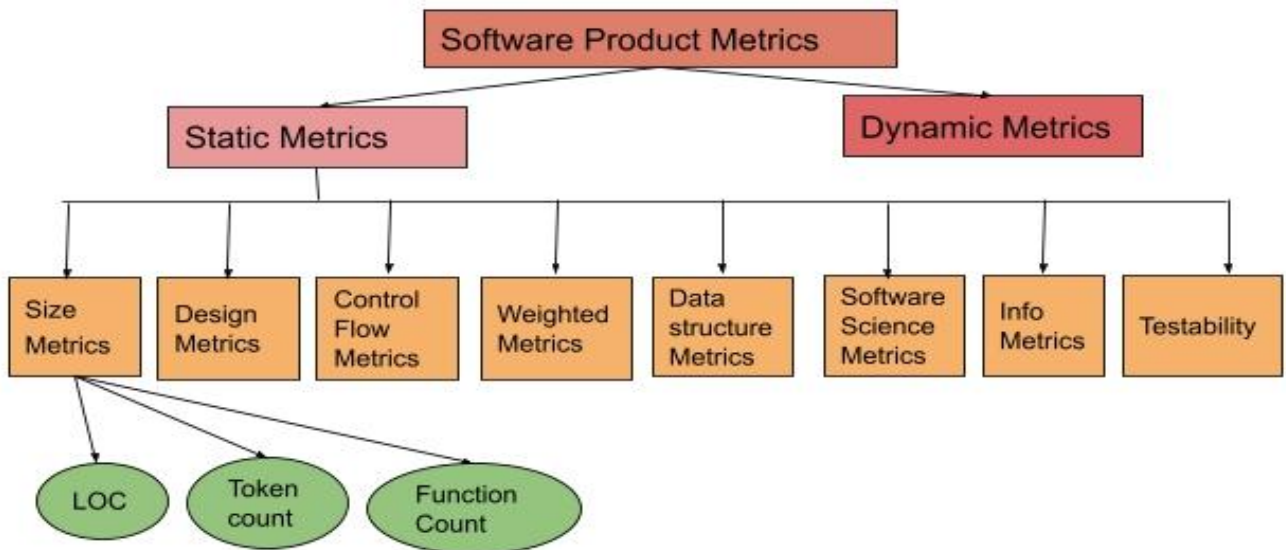 Software Product Metrics
Static Metrics
Dynamic Metrics
Size
Metrics
Design
Metrics
Control
Flow
Metrics
Weighted
Metrics
Data
structure
Metrics
Software
Science
Metrics
Info
Metrics
Testability
LOC
Token
count
Function
Count